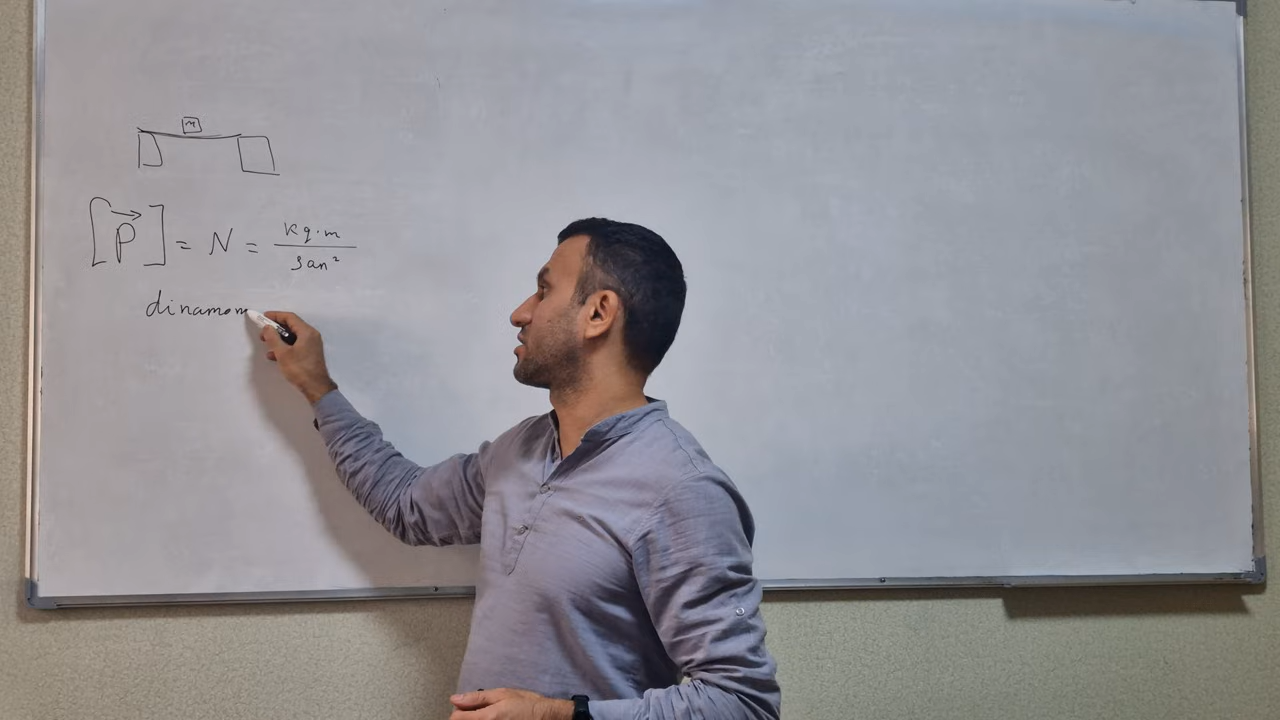 m
[P⃗] = N = kq·m / san²
dinamom